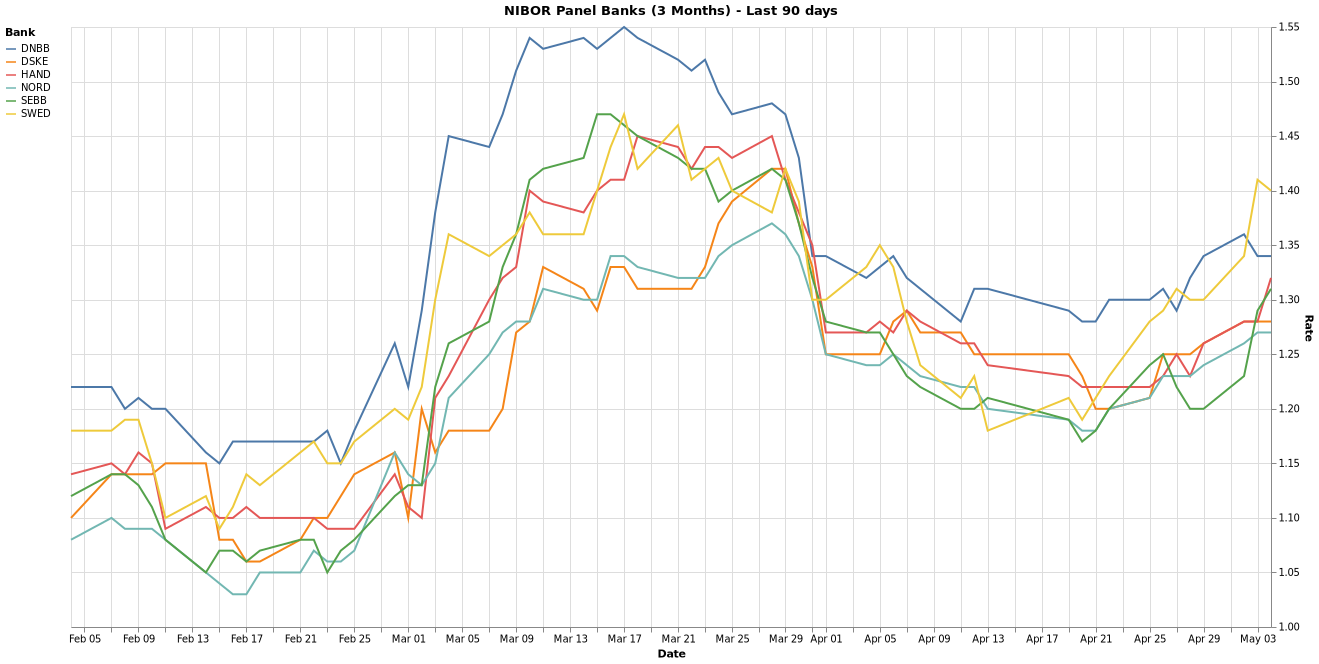 NIBOR Panel Banks (3 Months) - Last 90 days
Bank
DNBB
DSKE
HAND
NORD
SEBB
SWED
1.55
1.50
1.45
1.40
1.35
1.30
1.25
1.20
1.15
1.10
1.05
1.00
Rate
Feb 05 Feb 09 Feb 13 Feb 17 Feb 21 Feb 25 Mar 01 Mar 05 Mar 09 Mar 13 Mar 17 Mar 21 Mar 25 Mar 29 Apr 01 Apr 05 Apr 09 Apr 13 Apr 17 Apr 21 Apr 25 Apr 29 May 03
Date